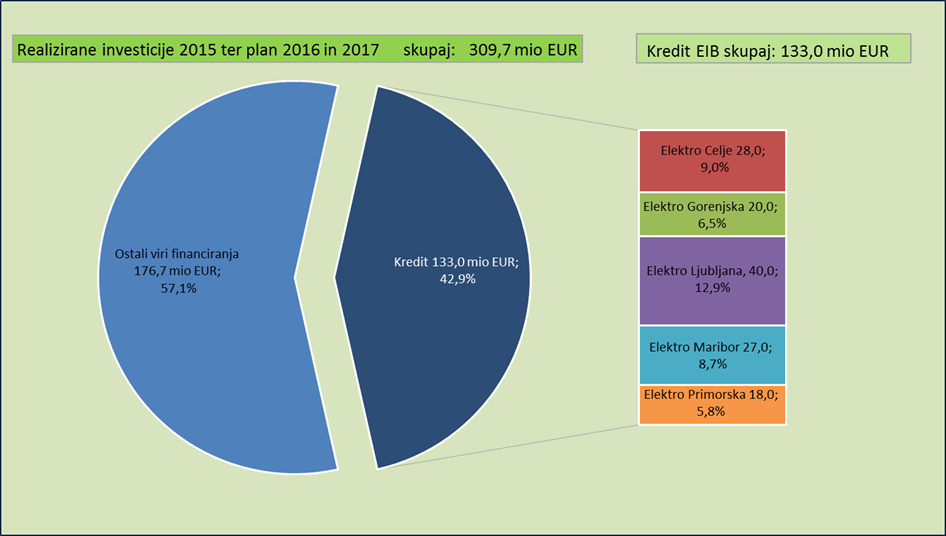 Realizirane investicije 2015 ter plan 2016 in 2017 skupaj: 309,7 mio EUR
Kredit EIB skupaj: 133,0 mio EUR
Ostali viri financiranja
176,7 mio EUR;
57,1%
Kredit 133,0 mio EUR;
42,9%
Elektro Celje 28,0;
9,0%
Elektro Gorenjska 20,0;
6,5%
Elektro Ljubljana, 40,0;
12,9%
Elektro Maribor 27,0;
8,7%
Elektro Primorska 18,0;
5,8%